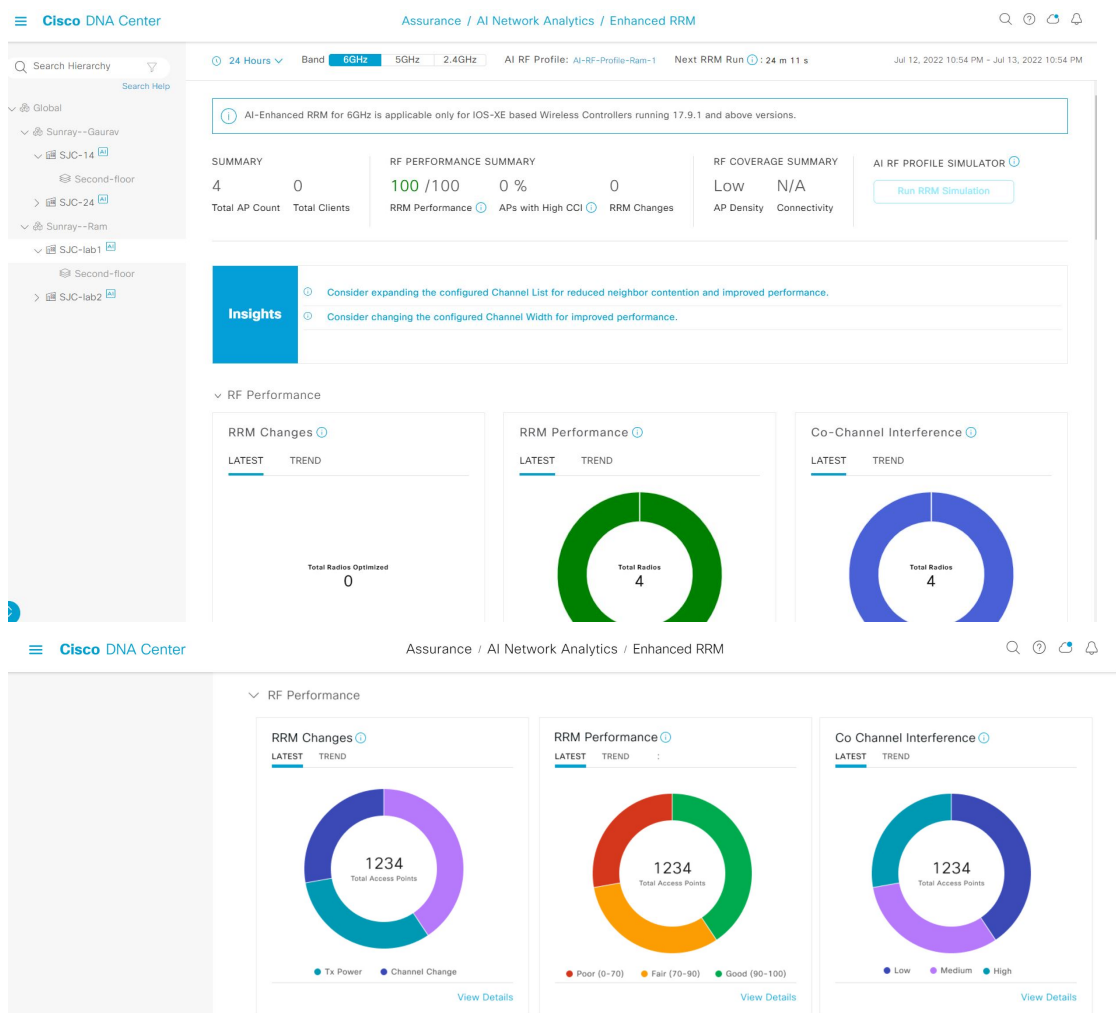 Cisco DNA Center
Assurance / AI Network Analytics / Enhanced RRM
Search Hierarchy
Search Help
Global
Sunray--Gaurav
SJC-14 AI
Second-floor
SJC-24 AI
Sunray--Ram
SJC-lab1 AI
Second-floor
SJC-lab2 AI
24 Hours Band 6GHz 5GHz 2.4GHz AI RF Profile: AI-RF-Profile-Ram-1 Next RRM Run : 24 m 11 s Jul 12, 2022 10:54 PM - Jul 13, 2022 10:54 PM
AI-Enhanced RRM for 6GHz is applicable only for IOS-XE based Wireless Controllers running 17.9.1 and above versions.
SUMMARY
4 0
Total AP Count Total Clients
RF PERFORMANCE SUMMARY
100 /100 0 % 0
RRM Performance APs with High CCI RRM Changes
RF COVERAGE SUMMARY
Low N/A
AP Density Connectivity
AI RF PROFILE SIMULATOR
Run RRM Simulation
Insights
Consider expanding the configured Channel List for reduced neighbor contention and improved performance.
Consider changing the configured Channel Width for improved performance.
RF Performance
RRM Changes
LATEST TREND
Total Radios Optimized
0
RRM Performance
LATEST TREND
Total Radios
4
Co-Channel Interference
LATEST TREND
Total Radios
4
Cisco DNA Center
Assurance / AI Network Analytics / Enhanced RRM
RF Performance
RRM Changes
LATEST TREND
1234
Total Access Points
Tx Power Channel Change
View Details
RRM Performance
LATEST TREND :
1234
Total Access Points
Poor (0-70) Fair (70-90) Good (90-100)
View Details
Co Channel Interference
LATEST TREND
1234
Total Access Points
Low Medium High
View Details